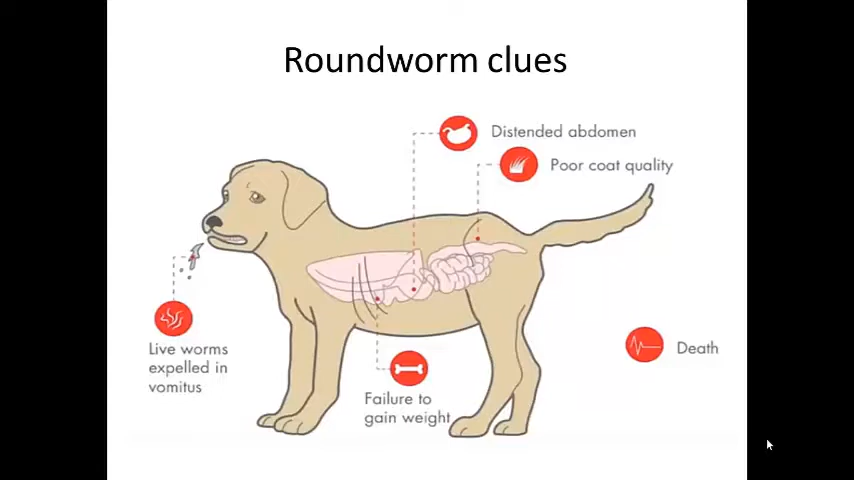 Roundworm clues
Distended abdomen
Poor coat quality
Live worms
expelled in
vomitus
Death
Failure to
gain weight